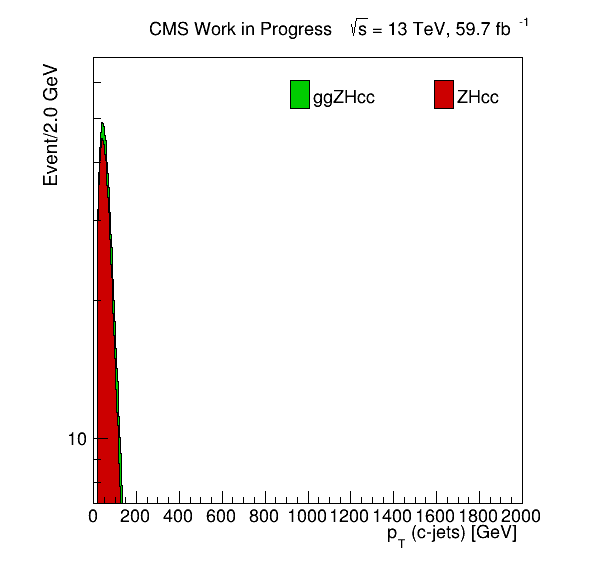 CMS Work in Progress √s = 13 TeV, 59.7 fb -1
Event/2.0 GeV
ggZHcc ZHcc
10
0 200 400 600 800 1000 1200 1400 1600 1800 2000
p_T (c-jets) [GeV]